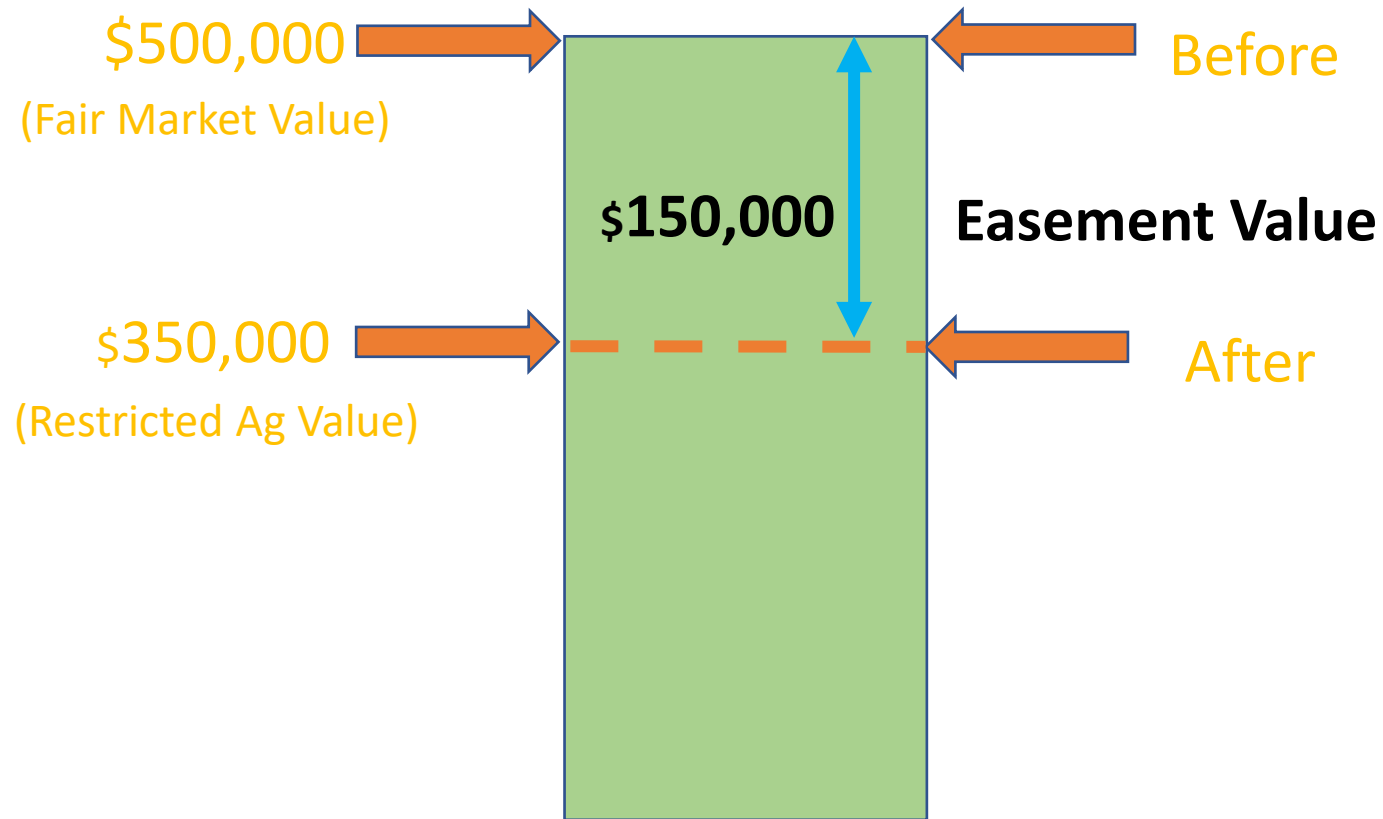 $500,000
Before
(Fair Market Value)
$150,000
Easement Value
$350,000
After
(Restricted Ag Value)